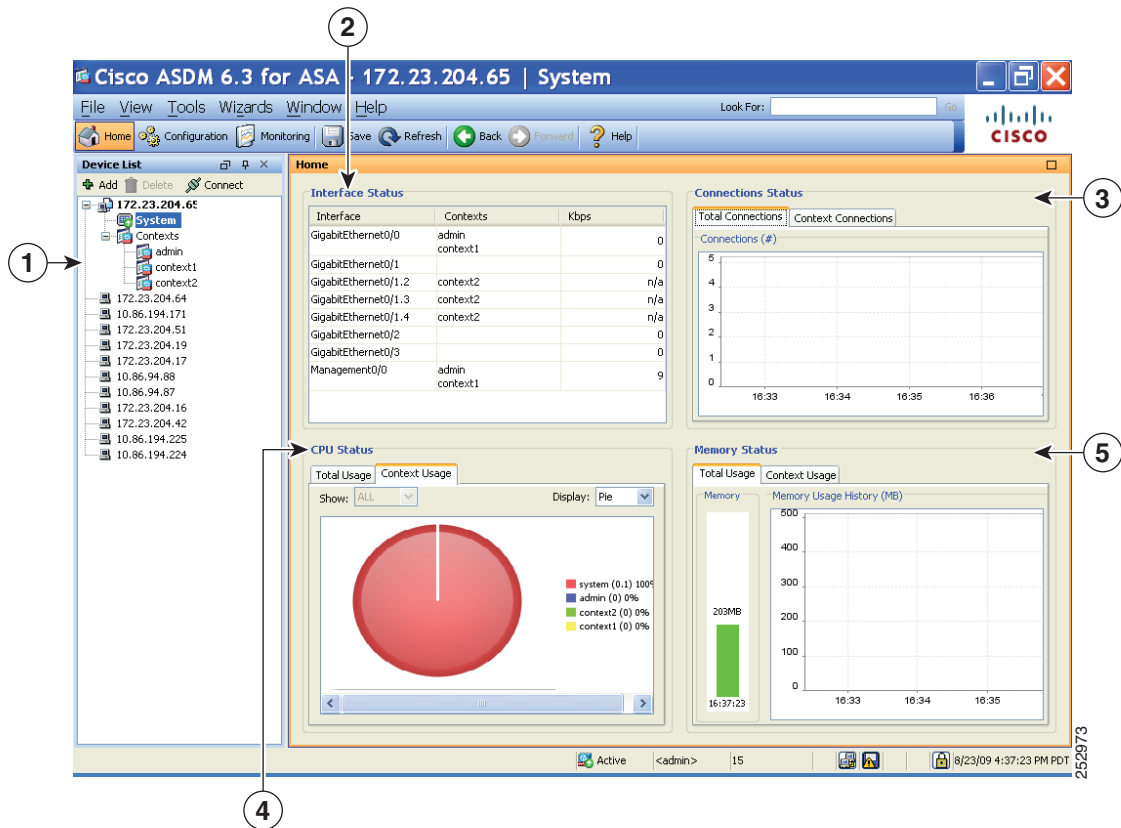 2
Cisco ASDM 6.3 for ASA - 172.23.204.65 | System
File View Tools Wizards Window Help
Look For: Go
Home Configuration Monitoring Save Refresh Back Forward Help
CISCO
Device List
Add Delete Connect
172.23.204.65
System
Contexts
admin
context1
context2
172.23.204.64
10.86.194.171
172.23.204.51
172.23.204.19
172.23.204.17
10.86.94.88
10.86.94.87
172.23.204.16
172.23.204.42
10.86.194.225
10.86.194.224
1
Home
Interface Status
Interface Contexts Kbps
GigabitEthernet0/0 admin 0
context1
GigabitEthernet0/1 0
GigabitEthernet0/1.2 context2 n/a
GigabitEthernet0/1.3 context2 n/a
GigabitEthernet0/1.4 context2 n/a
GigabitEthernet0/2 0
GigabitEthernet0/3 0
Management0/0 admin 9
context1
Connections Status
3
Total Connections Context Connections
Connections (#)
5
4
3
2
1
0
16:33 16:34 16:35 16:36
CPU Status
Total Usage Context Usage
Show: ALL Display: Pie
system (0.1) 100%
admin (0) 0%
context2 (0) 0%
context1 (0) 0%
Memory Status
5
Total Usage Context Usage
Memory
203MB
16:37:23
Memory Usage History (MB)
500
400
300
200
100
0
16:33 16:34 16:35
Active <admin> 15 8/23/09 4:37:23 PM PDT
252973
4